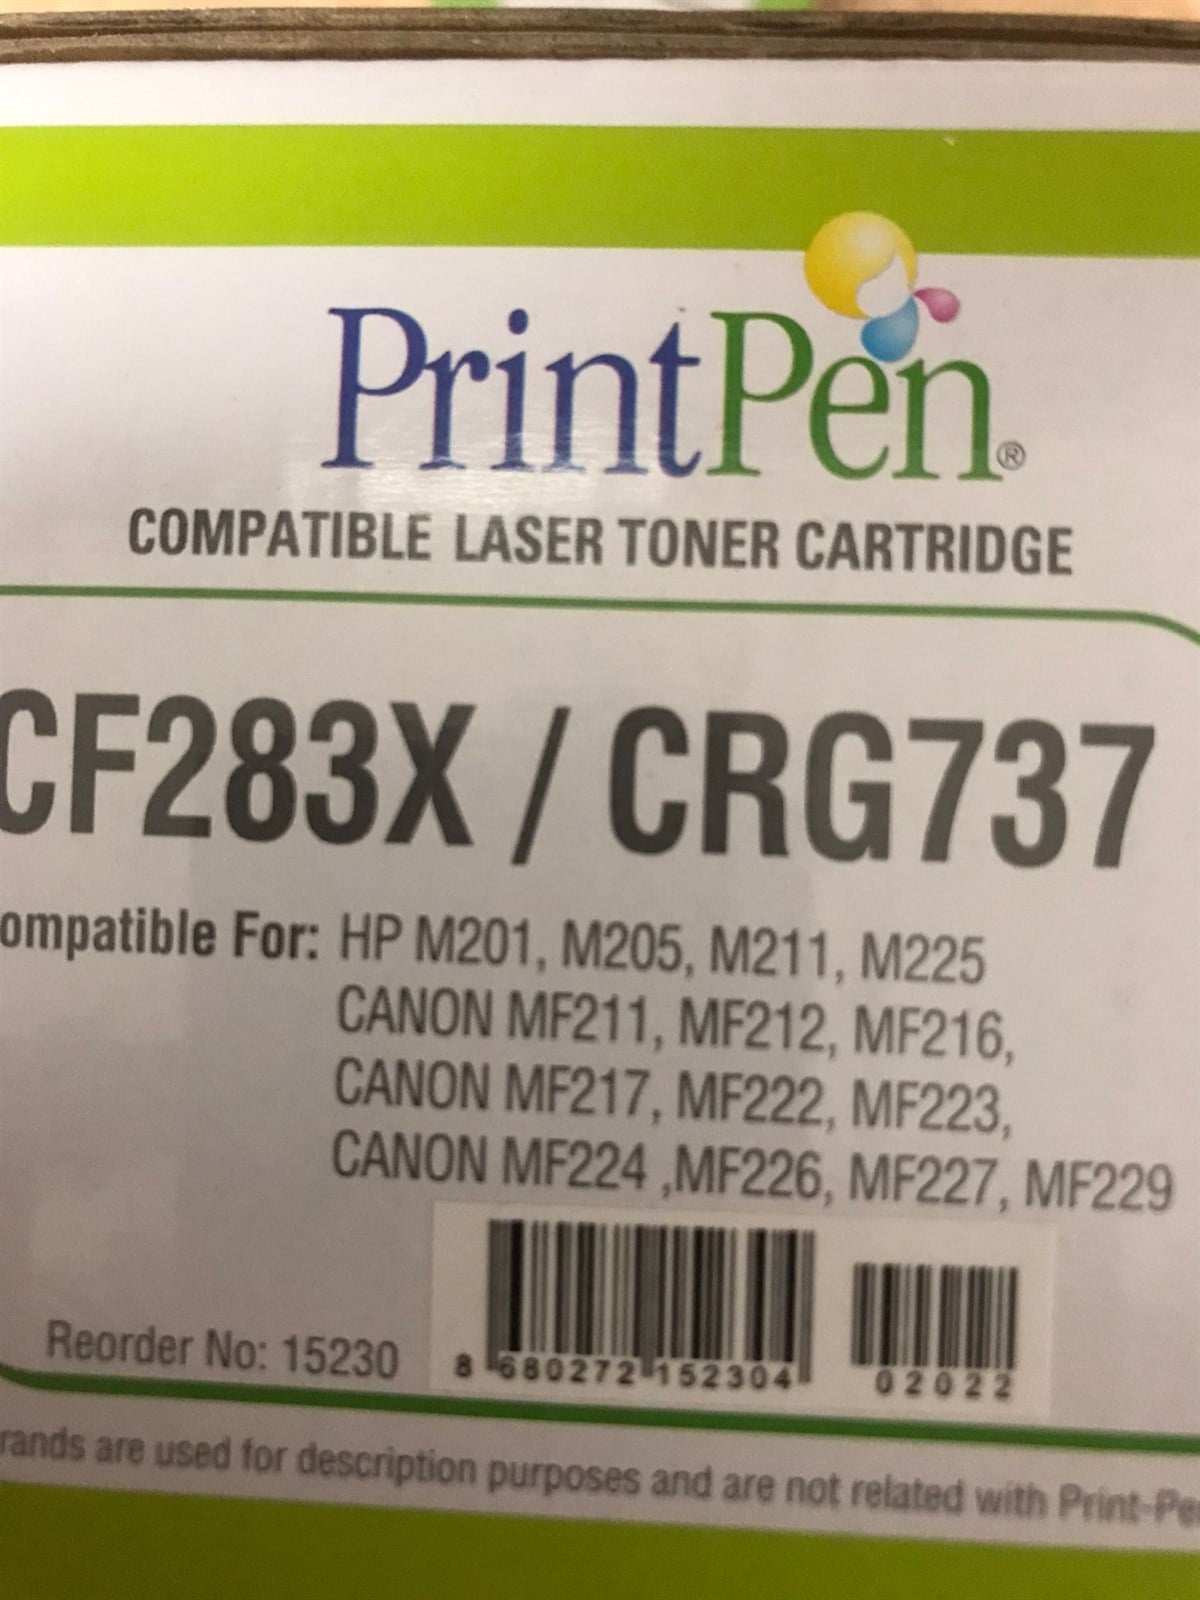 PrintPen®
COMPATIBLE LASER TONER CARTRIDGE
CF283X / CRG737
ompatible For: HP M201, M205, M211, M225
CANON MF211, MF212, MF216,
CANON MF217, MF222, MF223,
CANON MF224 ,MF226, MF227, MF229
Reorder No: 15230
8 680272 152304 02022
rands are used for description purposes and are not related with Print-Pe